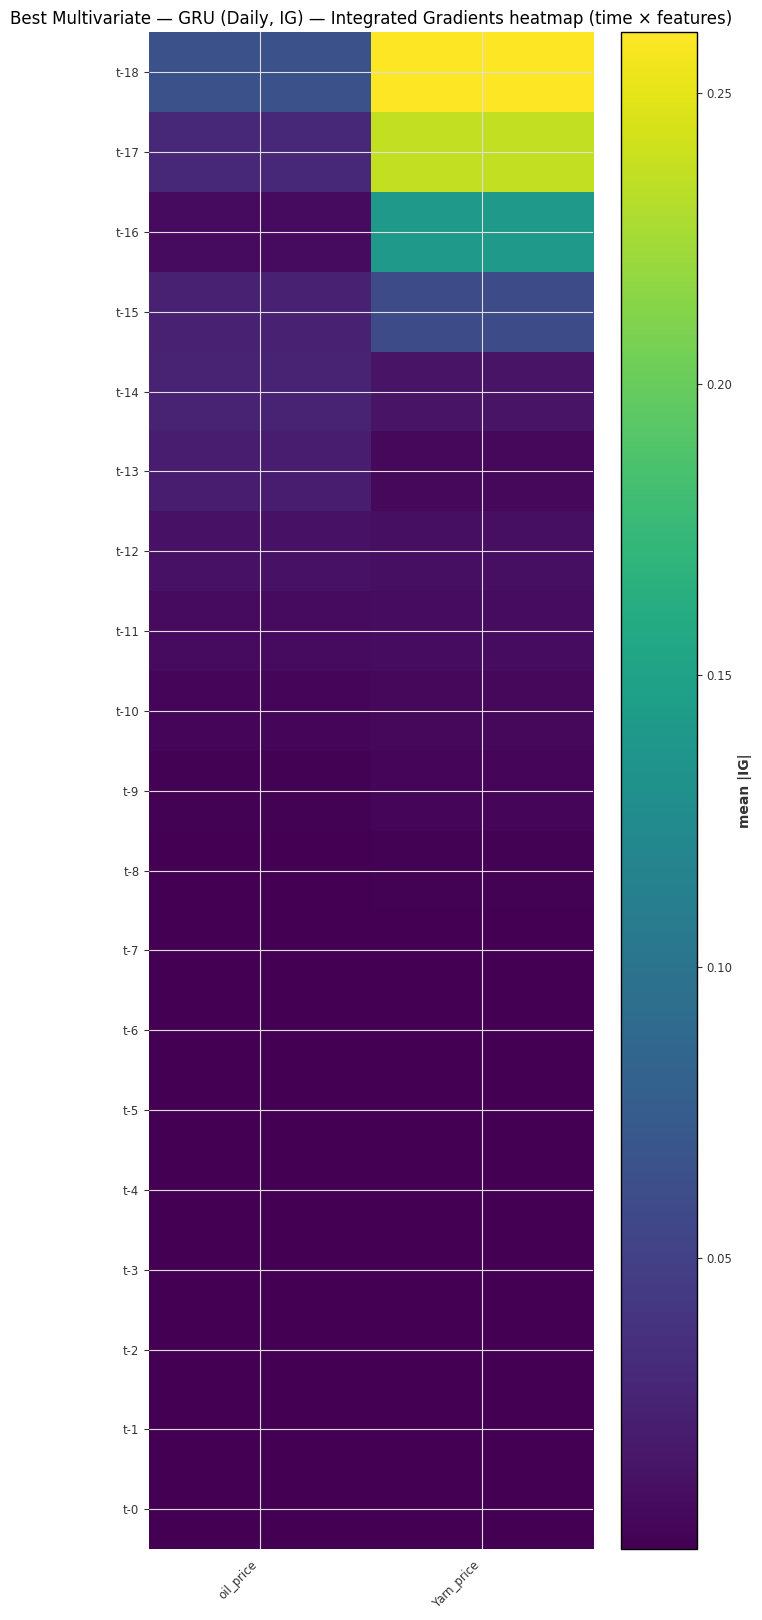 Best Multivariate — GRU (Daily, IG) — Integrated Gradients heatmap (time × features)
t-18
t-17
t-16
t-15
t-14
t-13
t-12
t-11
t-10
t-9
t-8
t-7
t-6
t-5
t-4
t-3
t-2
t-1
t-0
oil_price
Yarn_price
0.25
0.20
0.15
0.10
0.05
mean |IG|